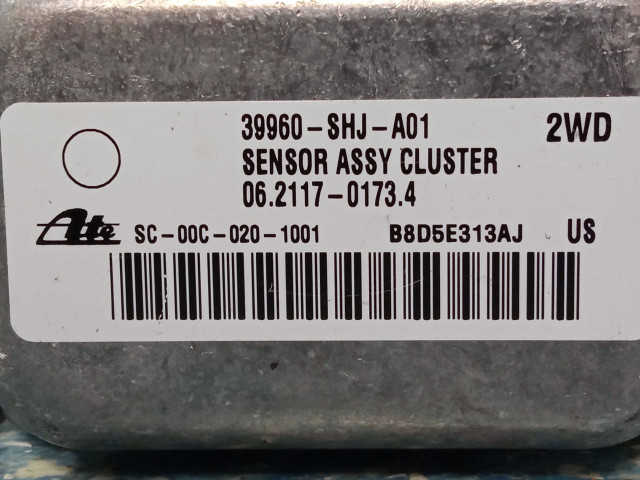 39960-SHJ-A01 2WD
SENSOR ASSY CLUSTER
06.2117-0173.4
Ate SC-00C-020-1001 B8D5E313AJ US